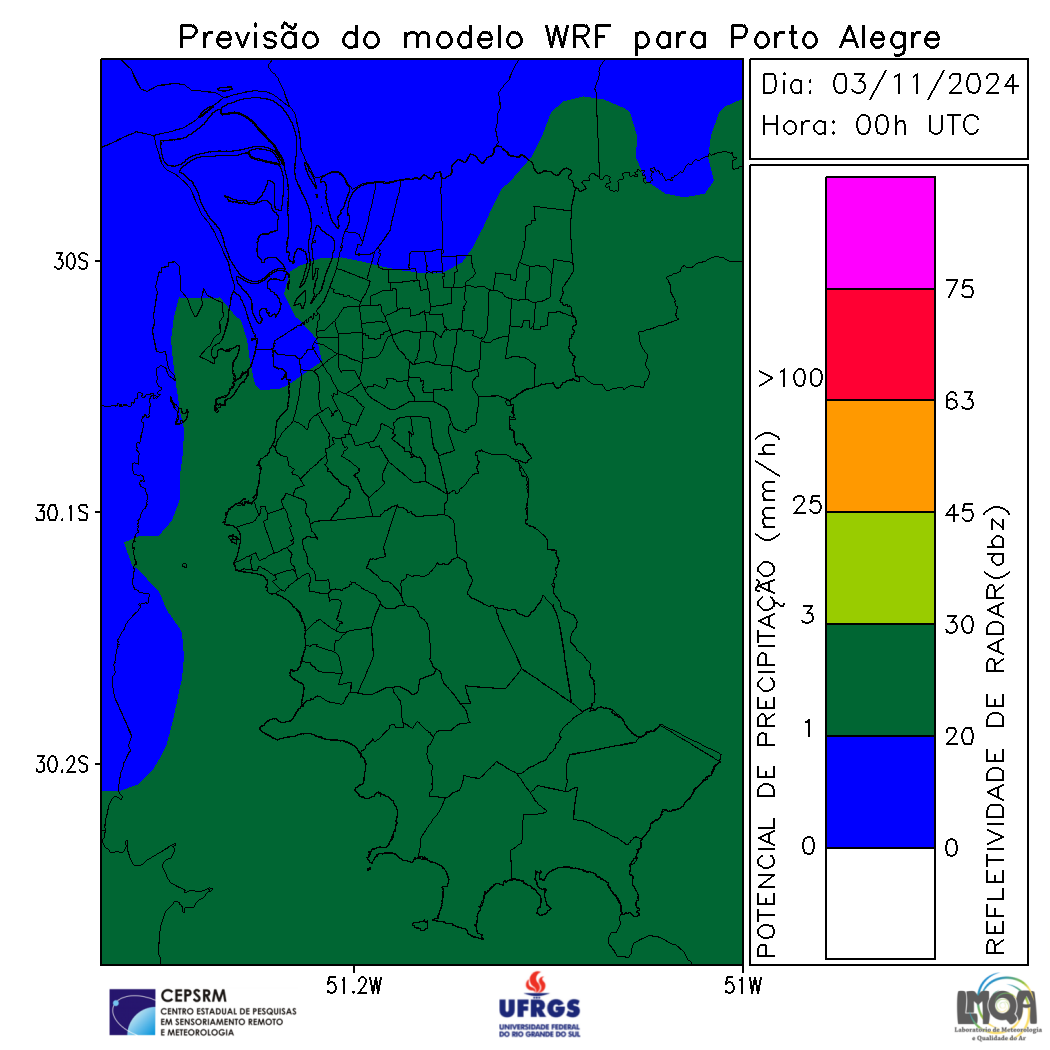 Previsão do modelo WRF para Porto Alegre
Dia: 03/11/2024
Hora: 00h UTC
30S
30.1S
30.2S
51.2W
51W
POTENCIAL DE PRECIPITAÇÃO (mm/h)
>100
25
3
1
0
75
63
45
30
20
0
REFLETIVIDADE DE RADAR(dbz)
CEPSRM
CENTRO ESTADUAL DE PESQUISAS
EM SENSORIAMENTO REMOTO
E METEOROLOGIA
UFRGS
UNIVERSIDADE FEDERAL
DO RIO GRANDE DO SUL
LMQA
Laboratório de Meteorologia
e Qualidade do Ar